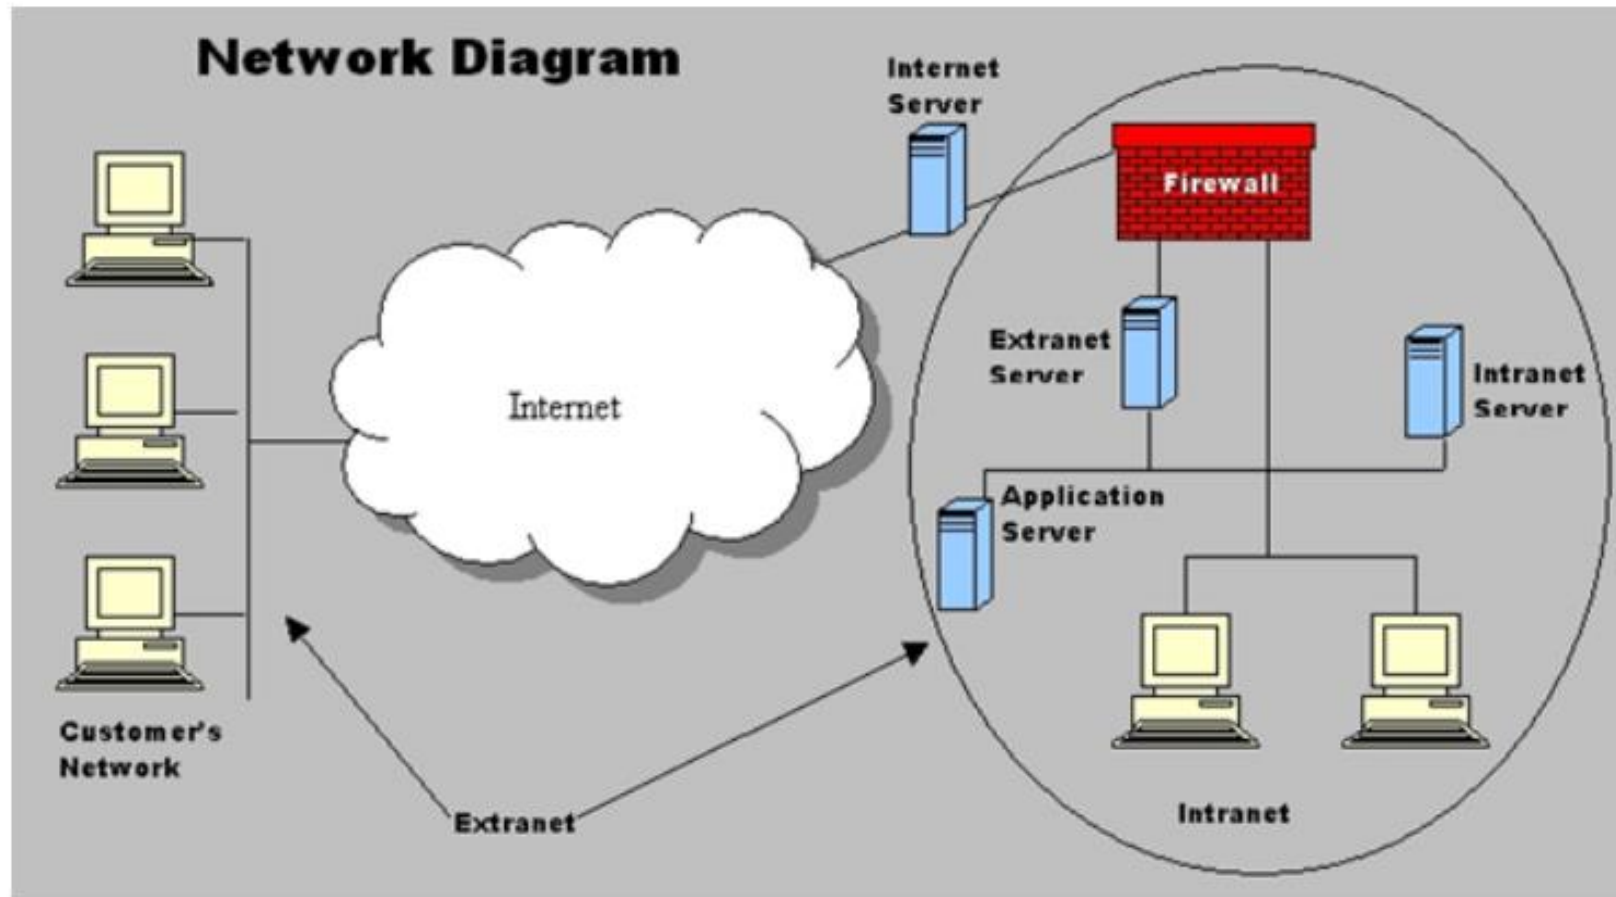 Network Diagram
Internet
Server
Firewall
Extranet
Server
Intranet
Server
Internet
Application
Server
Customer's
Network
Extranet
Intranet